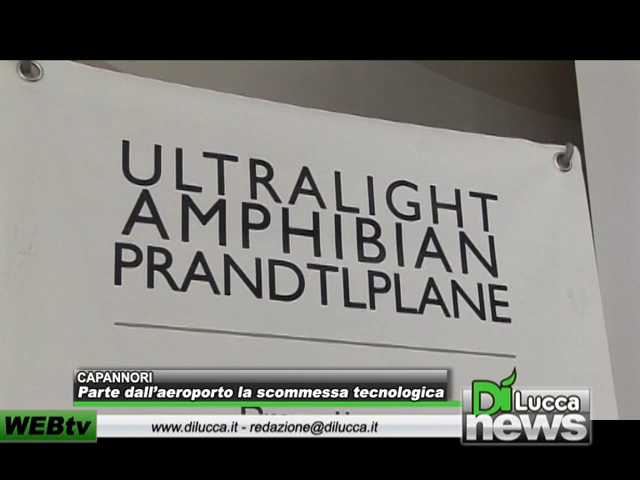 ULTRALIGHT
AMPHIBIAN
PRANDTLPLANE
CAPANNORI
Parte dall'aeroporto la scommessa tecnologica
WEBtv
www.dilucca.it - redazione@dilucca.it
Dì Lucca
news